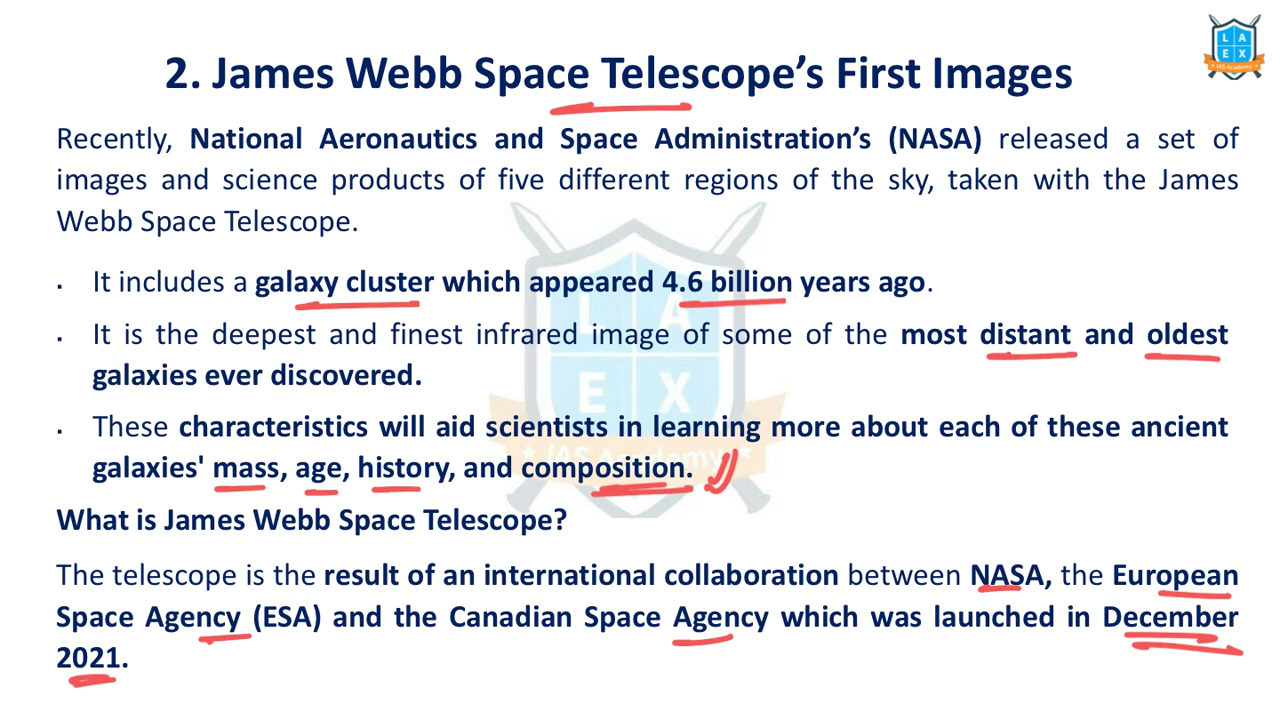 L A
E X
IAS Academy
2. James Webb Space Telescope’s First Images
Recently, National Aeronautics and Space Administration’s (NASA) released a set of
images and science products of five different regions of the sky, taken with the James
Webb Space Telescope.
▪ It includes a galaxy cluster which appeared 4.6 billion years ago.
▪ It is the deepest and finest infrared image of some of the most distant and oldest
galaxies ever discovered.
▪ These characteristics will aid scientists in learning more about each of these ancient
galaxies' mass, age, history, and composition.
What is James Webb Space Telescope?
The telescope is the result of an international collaboration between NASA, the European
Space Agency (ESA) and the Canadian Space Agency which was launched in December
2021.
L A
E X
IAS Academy